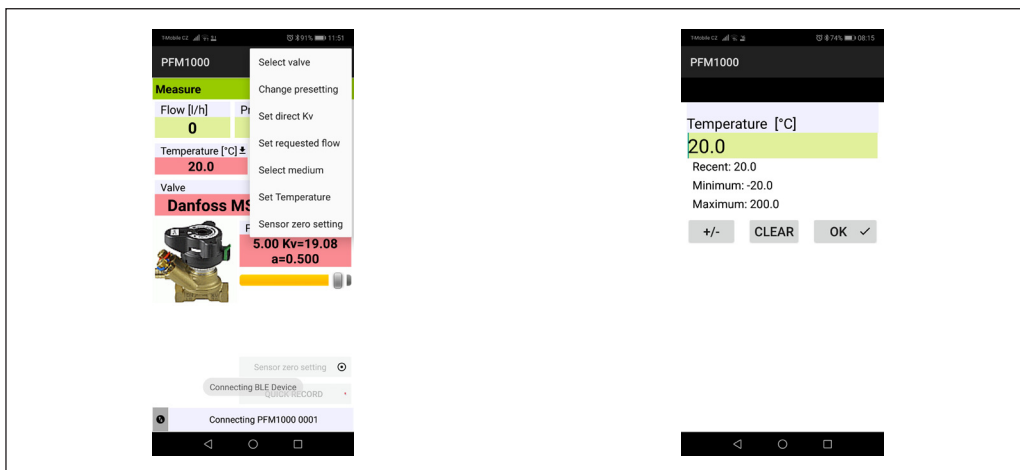 T-Mobile CZ 91% 11:51
PFM1000
Select valve
Measure
Change presetting
Flow [l/h] Pr
Set direct Kv
0
Set requested flow
Temperature [°C]
20.0
Select medium
Valve
Set Temperature
Danfoss MS
Sensor zero setting
5.00 Kv=19.08
a=0.500
Sensor zero setting
Connecting BLE Device
QUICK RECORD
Connecting PFM1000 0001
T-Mobile CZ 74% 08:15
PFM1000
Temperature [°C]
20.0
Recent: 20.0
Minimum: -20.0
Maximum: 200.0
+/- CLEAR OK